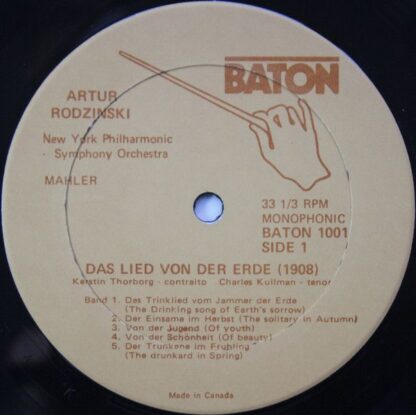 BATON
ARTUR
RODZINSKI
New York Philharmonic
- Symphony Orchestra
MAHLER
33 1/3 RPM
MONOPHONIC
BATON 1001
SIDE 1
DAS LIED VON DER ERDE (1908)
Kerstin Thorborg - contralto Charles Kullman - tenor
Band 1. Das Trinklied vom Jammer der Erde
(The Drinking song of Earth's sorrow)
2. Der Einsame im Herbst (The solitary in Autumn)
3. Von der Jugend (Of youth)
4. Von der Schönheit (Of beauty)
5. Der Trunkene im Fruhling
(The drunkard in Spring)
Made in Canada